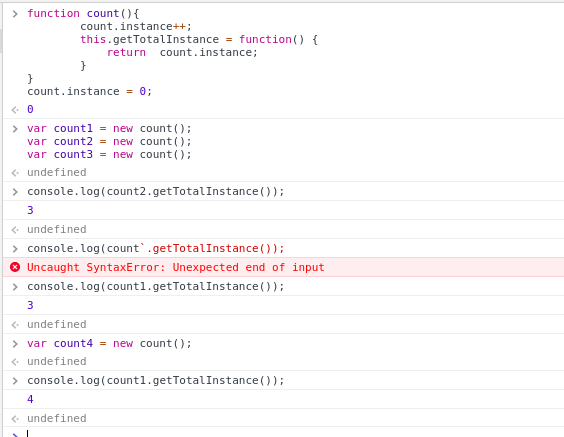 function count(){
count.instance++;
this.getTotalInstance = function() {
return  count.instance;
}
}
count.instance = 0;
0
var count1 = new count();
var count2 = new count();
var count3 = new count();
undefined
console.log(count2.getTotalInstance());
3
undefined
console.log(count`.getTotalInstance());
Uncaught SyntaxError: Unexpected end of input
console.log(count1.getTotalInstance());
3
undefined
var count4 = new count();
undefined
console.log(count1.getTotalInstance());
4
undefined